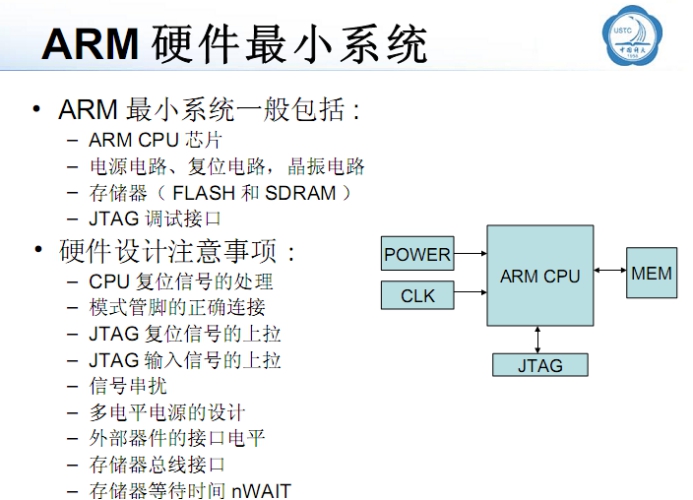 ARM 硬件最小系统
USTC
中国科大
1958
• ARM 最小系统一般包括：
– ARM CPU 芯片
– 电源电路、复位电路，晶振电路
– 存储器（ FLASH 和 SDRAM ）
– JTAG 调试接口
• 硬件设计注意事项：
– CPU 复位信号的处理
– 模式管脚的正确连接
– JTAG 复位信号的上拉
– JTAG 输入信号的上拉
– 信号串扰
– 多电平电源的设计
– 外部器件的接口电平
– 存储器总线接口
– 存储器等待时间 nWAIT
POWER
CLK
ARM CPU
MEM
JTAG